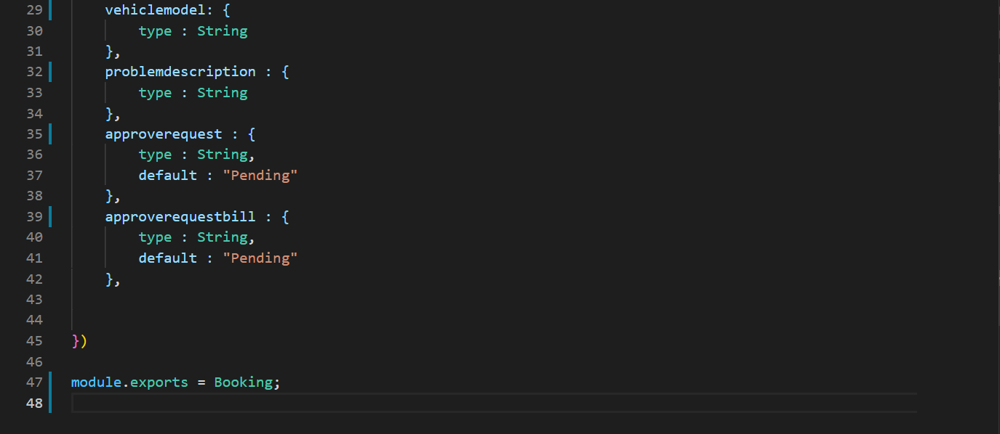 29 vehiclemodel: {
30 type : String
31 },
32 problemdescription : {
33 type : String
34 },
35 approverequest : {
36 type : String,
37 default : "Pending"
38 },
39 approverequestbill : {
40 type : String,
41 default : "Pending"
42 },
43
44
45 })
46
47 module.exports = Booking;
48